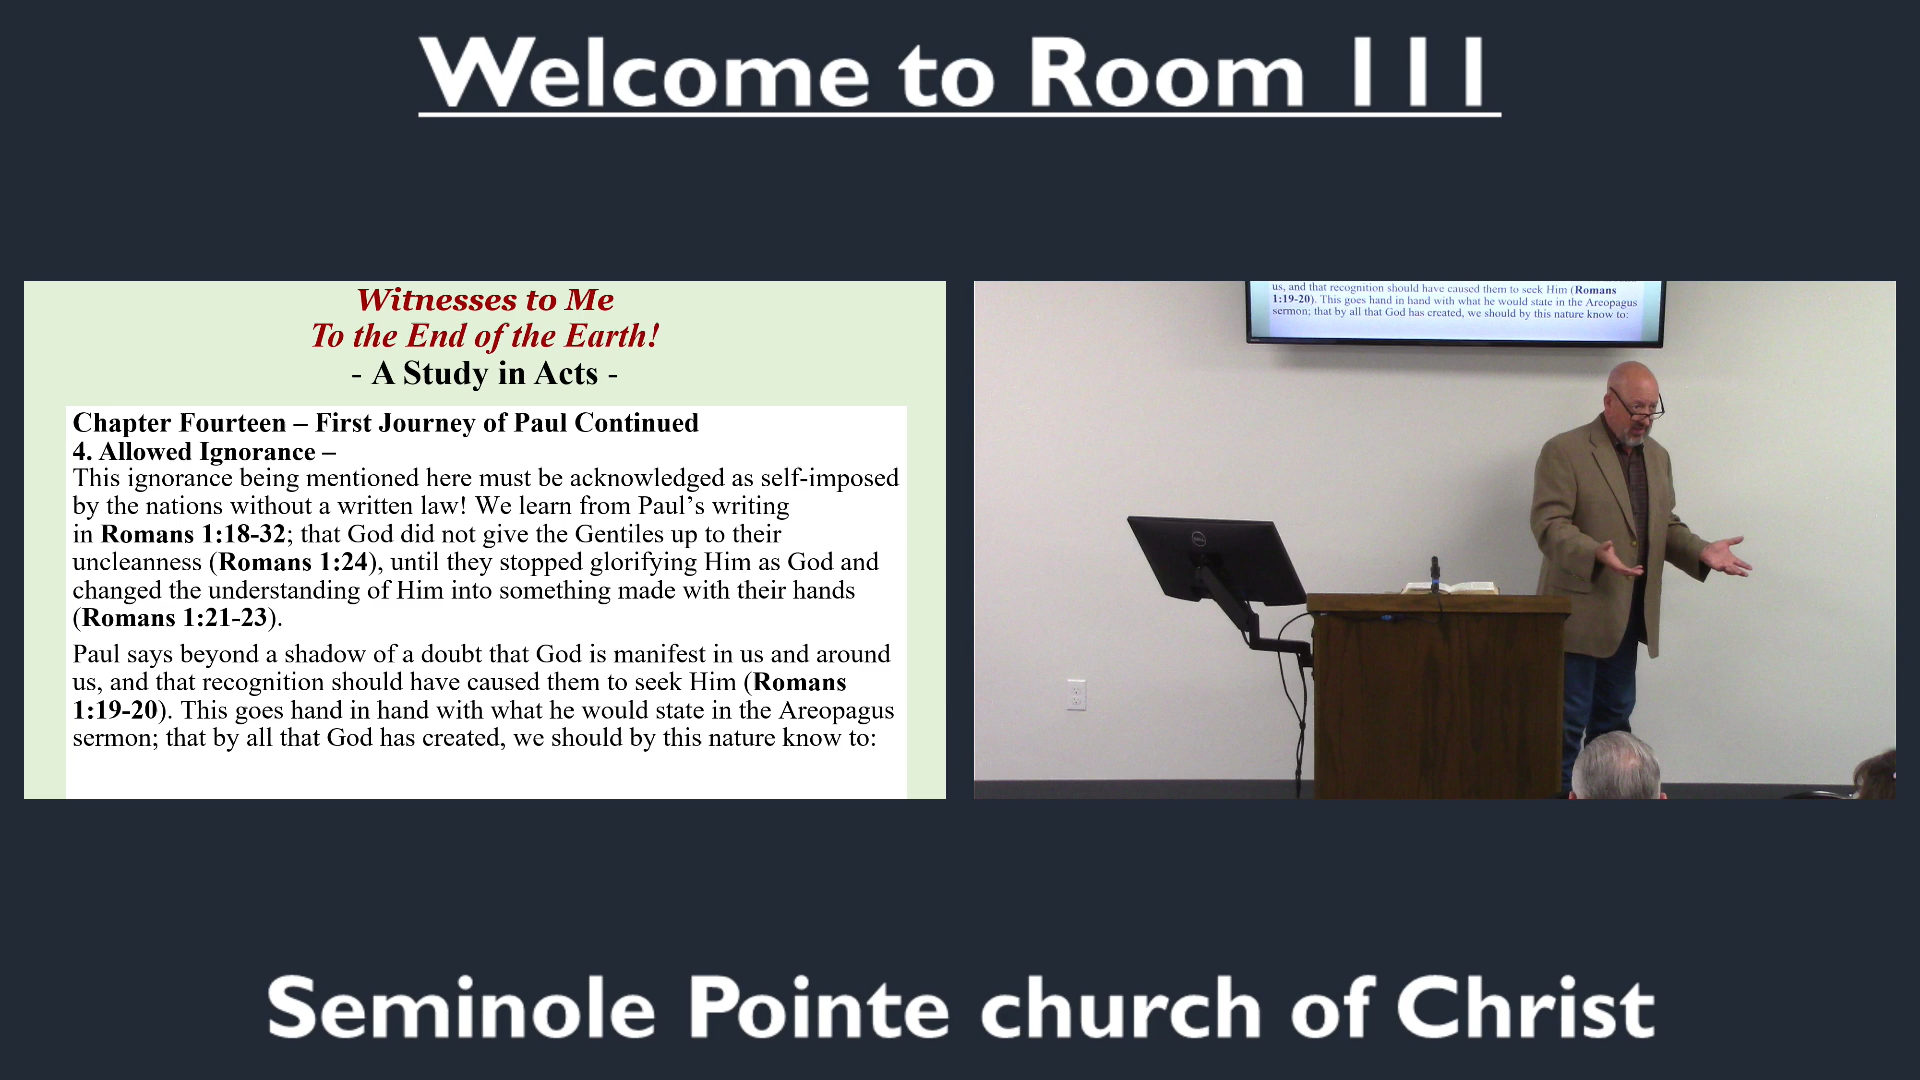 Welcome to Room 111
Witnesses to Me
To the End of the Earth!
- A Study in Acts -
Chapter Fourteen – First Journey of Paul Continued
4. Allowed Ignorance –
This ignorance being mentioned here must be acknowledged as self-imposed
by the nations without a written law! We learn from Paul’s writing
in Romans 1:18-32; that God did not give the Gentiles up to their
uncleanness (Romans 1:24), until they stopped glorifying Him as God and
changed the understanding of Him into something made with their hands
(Romans 1:21-23).
Paul says beyond a shadow of a doubt that God is manifest in us and around
us, and that recognition should have caused them to seek Him (Romans
1:19-20). This goes hand in hand with what he would state in the Areopagus
sermon; that by all that God has created, we should by this nature know to:
us, and that recognition should have caused them to seek Him (Romans
1:19-20). This goes hand in hand with what he would state in the Areopagus
sermon; that by all that God has created, we should by this nature know to:
DELL
Seminole Pointe church of Christ